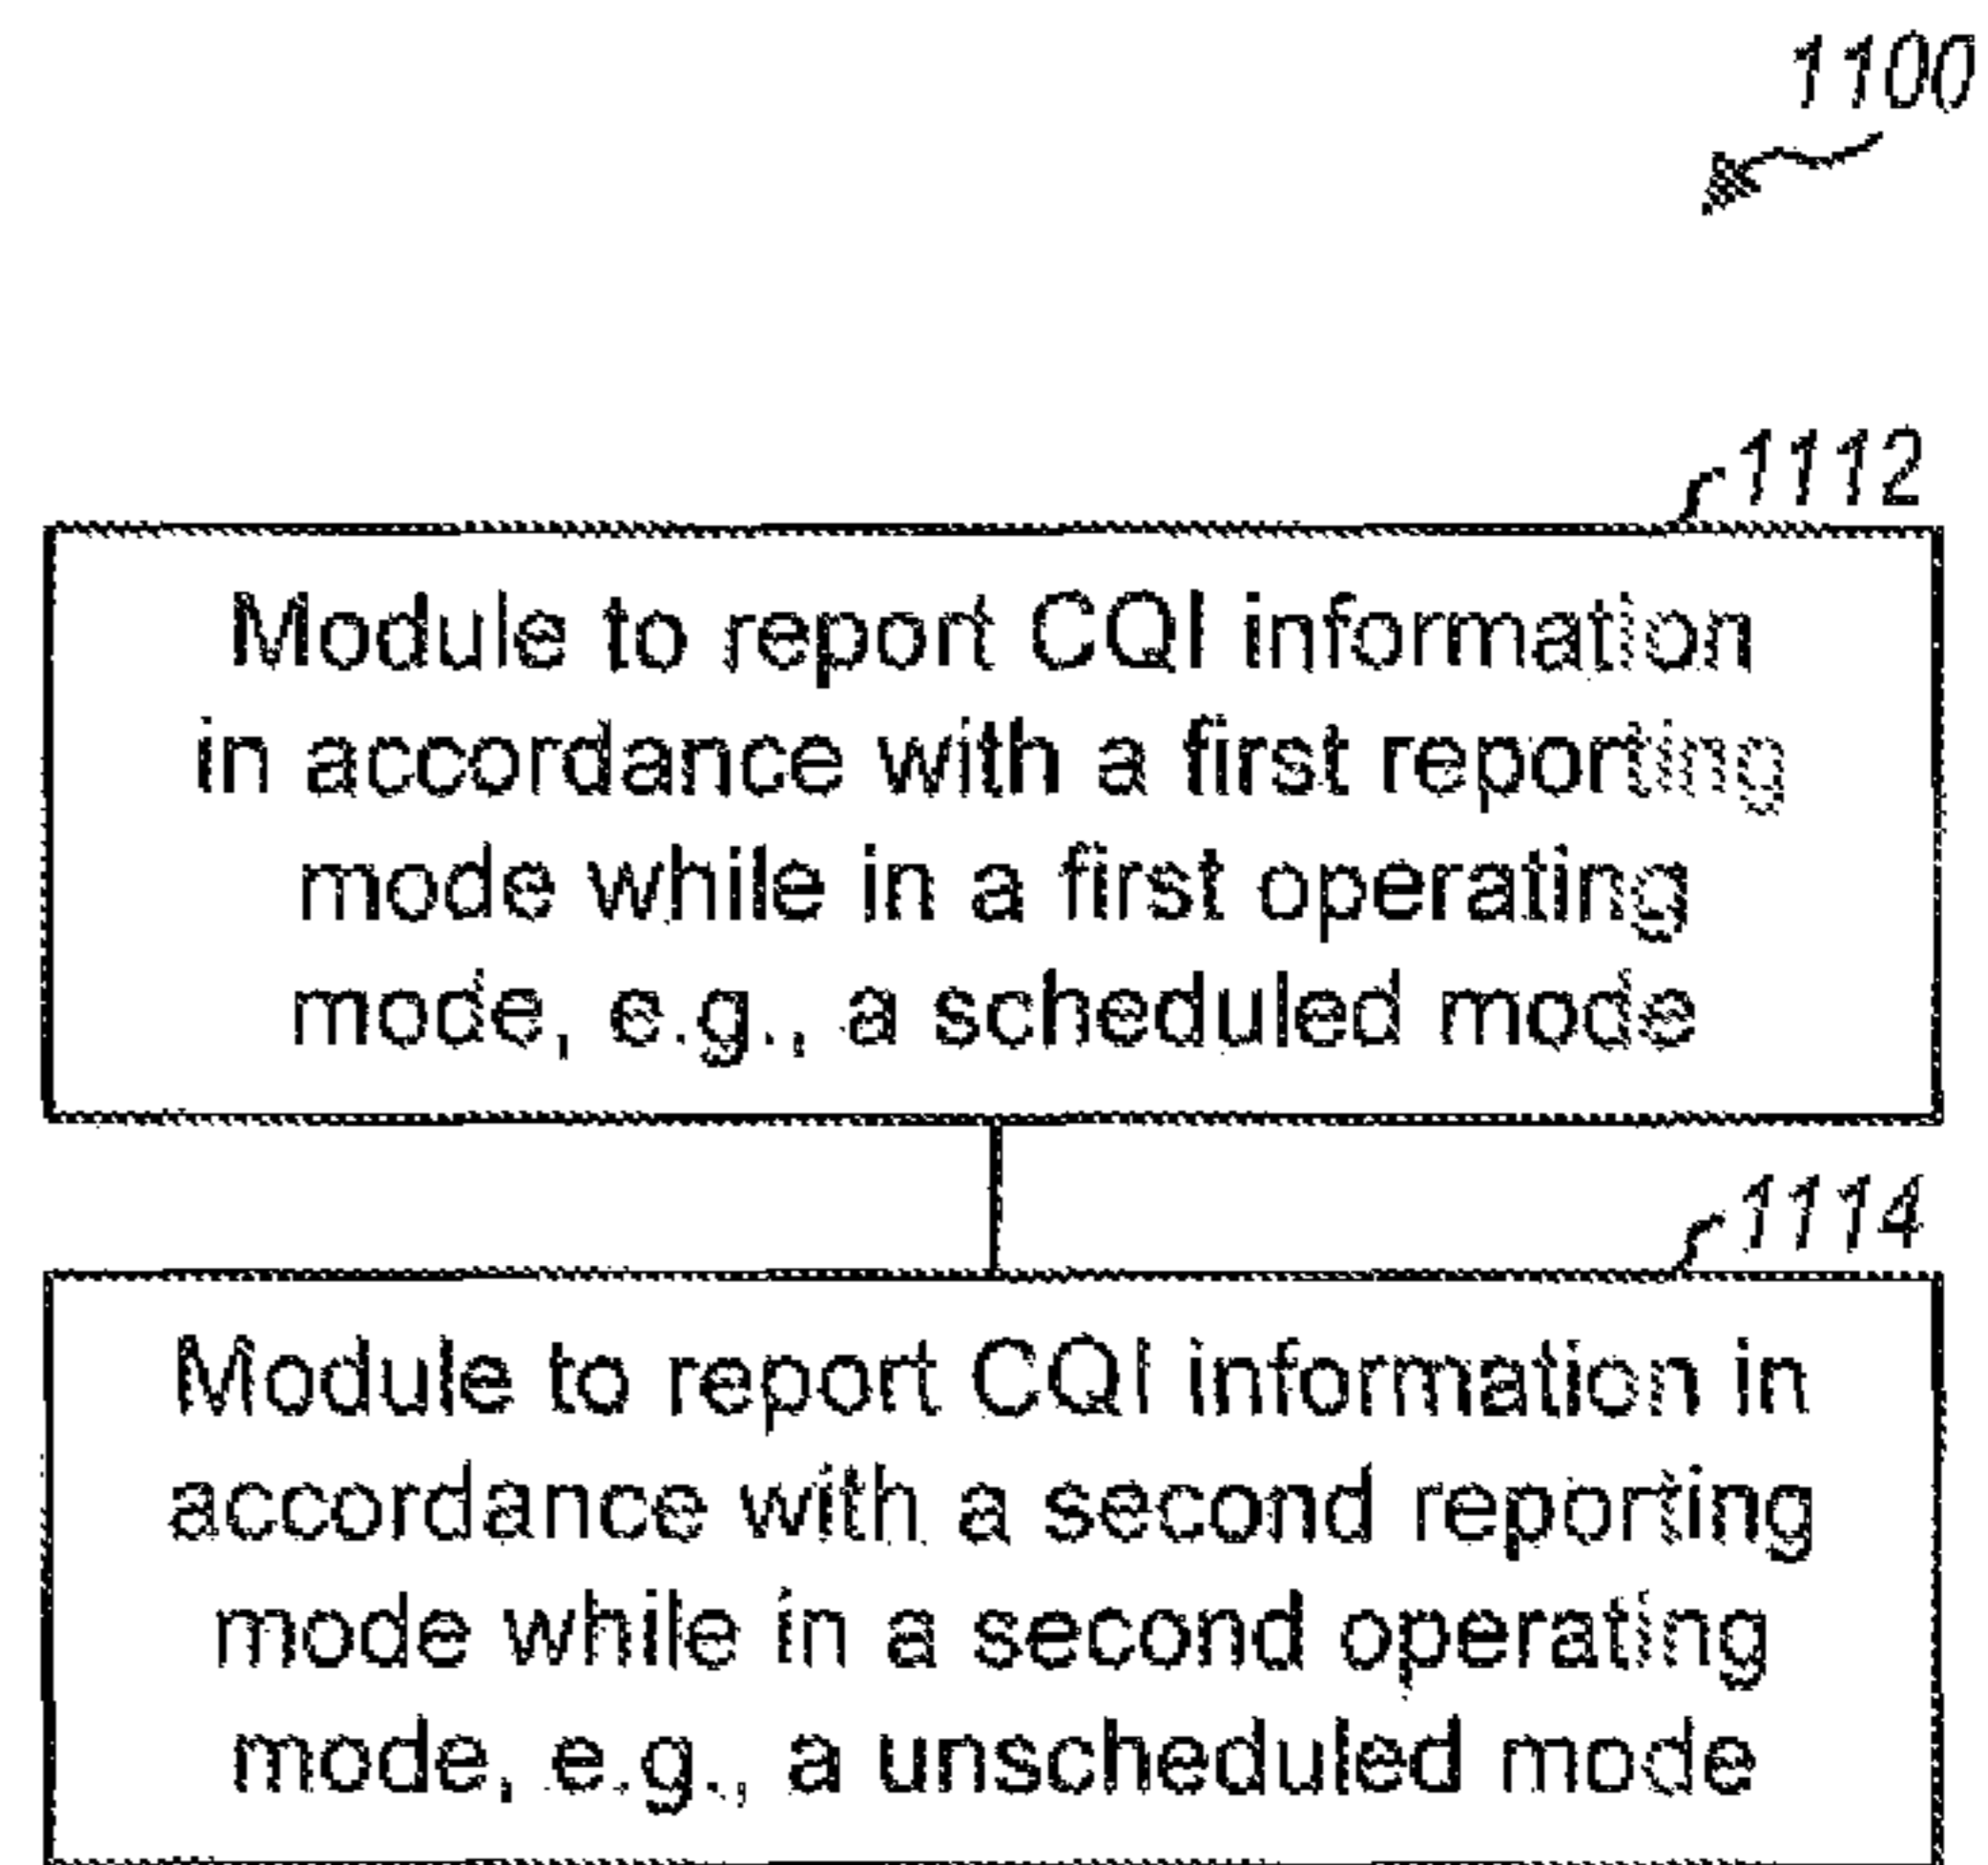 1100
1112
Module to report CQI information
in accordance with a first reporting
mode while in a first operating
mode, e.g., a scheduled mode
1114
Module to report CQI information in
accordance with a second reporting
mode while in a second operating
mode, e.g., a unscheduled mode